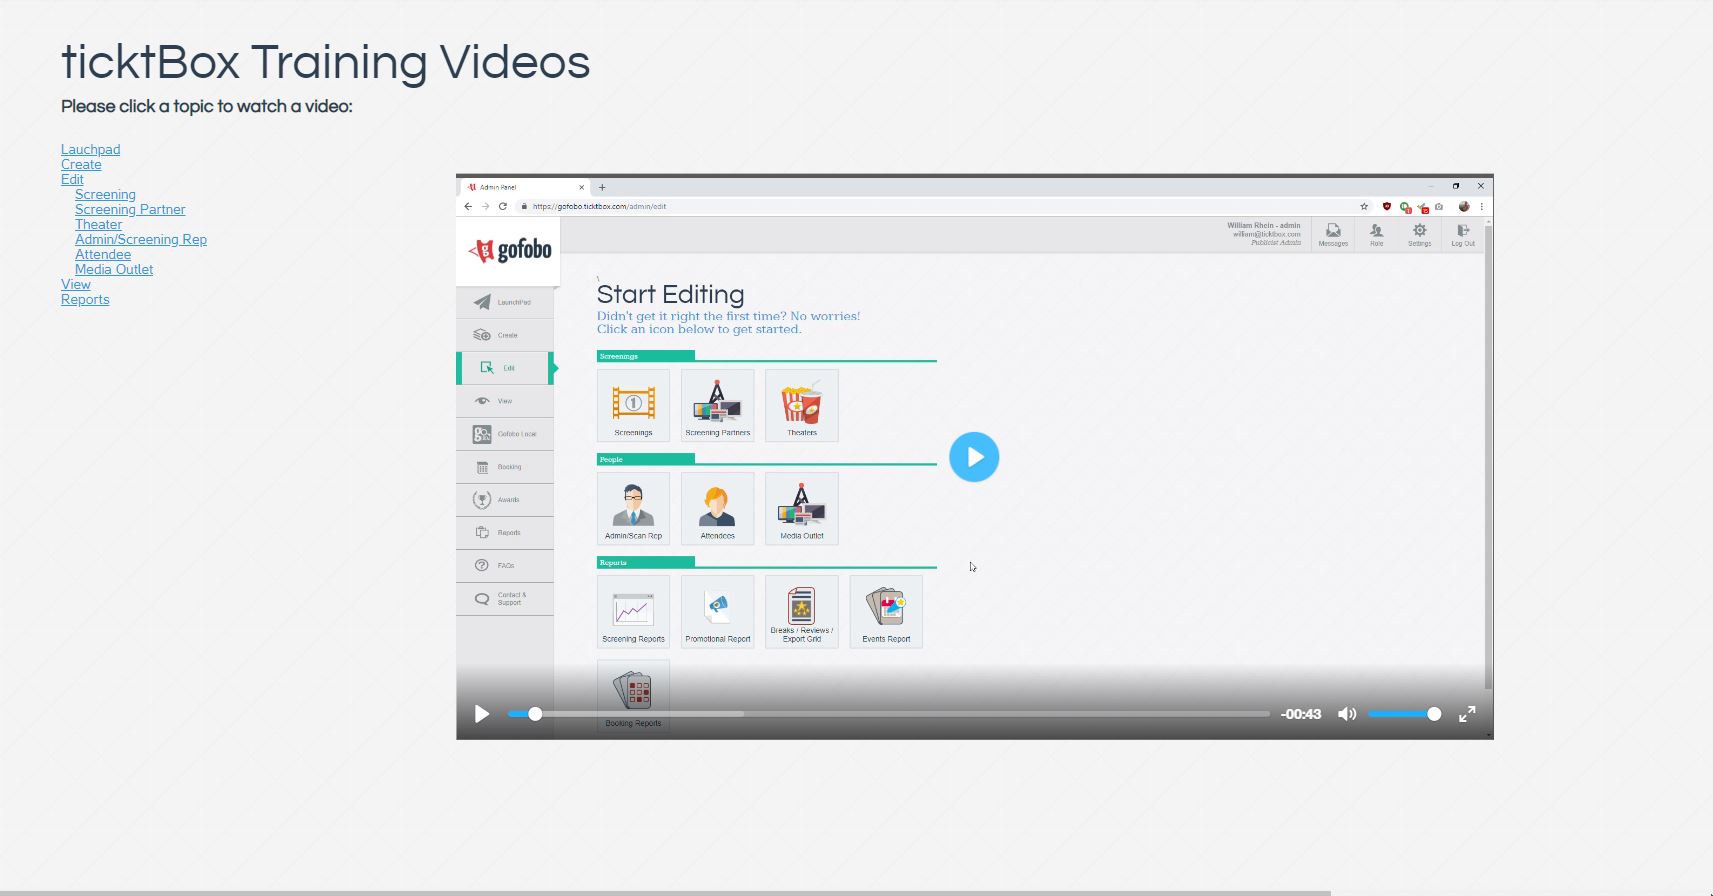 ticktBox Training Videos
Please click a topic to watch a video:
Lauchpad
Create
Edit
Screening
Screening Partner
Theater
Admin/Screening Rep
Attendee
Media Outlet
View
Reports
Admin Panel
https://gofobo.ticktbox.com/admin/edit
gofobo
William Rhein - admin
william@ticktbox.com
Publicist Admin
Messages
Role
Settings
Log Out
LaunchPad
Create
Edit
View
Gofobo Local
Booking
Awards
Reports
FAQs
Contact &
Support
\
Start Editing
Didn't get it right the first time? No worries!
Click an icon below to get started.
Screenings
Screenings
Screening Partners
Theaters
People
Admin/Scan Rep
Attendees
Media Outlet
Reports
Screening Reports
Promotional Report
Breaks / Reviews /
Export Grid
Events Report
Booking Reports
-00:43